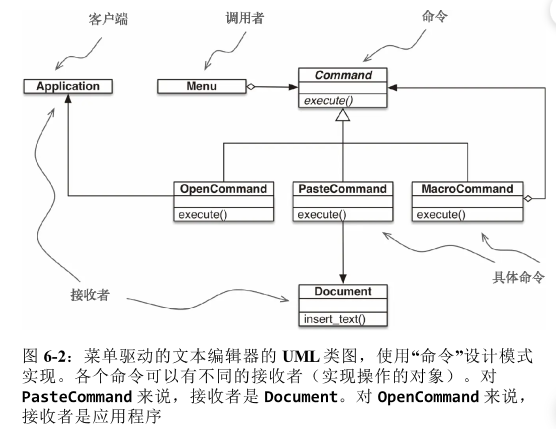 客户端
调用者
命令
Application
Menu
Command
execute()
OpenCommand
execute()
PasteCommand
execute()
MacroCommand
execute()
具体命令
接收者
Document
insert_text()
图 6-2：菜单驱动的文本编辑器的 UML 类图，使用“命令”设计模式
实现。各个命令可以有不同的接收者（实现操作的对象）。对
PasteCommand 来说，接收者是 Document。对 OpenCommand 来说，
接收者是应用程序